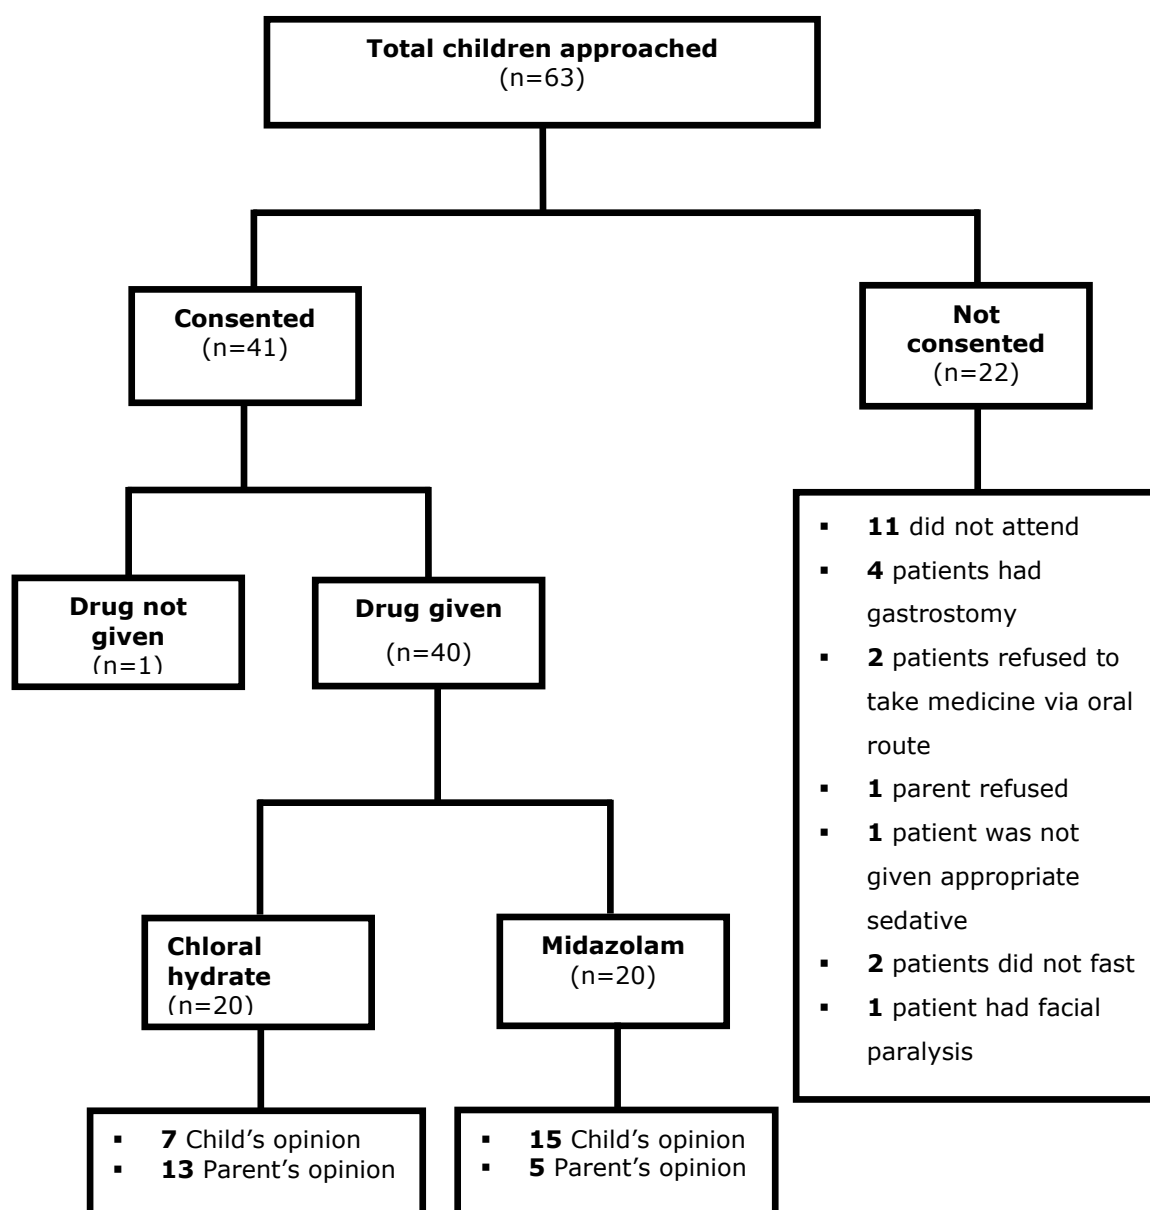 Total children approached
(n=63)
Consented
(n=41)
Not
consented
(n=22)
Drug not
given
(n=1)
Drug given
(n=40)
▪ 11 did not attend
▪ 4 patients had
gastrostomy
▪ 2 patients refused to
take medicine via oral
route
▪ 1 parent refused
▪ 1 patient was not
given appropriate
sedative
▪ 2 patients did not fast
▪ 1 patient had facial
paralysis
Chloral
hydrate
(n=20)
Midazolam
(n=20)
▪ 7 Child’s opinion
▪ 13 Parent’s opinion
▪ 15 Child’s opinion
▪ 5 Parent’s opinion